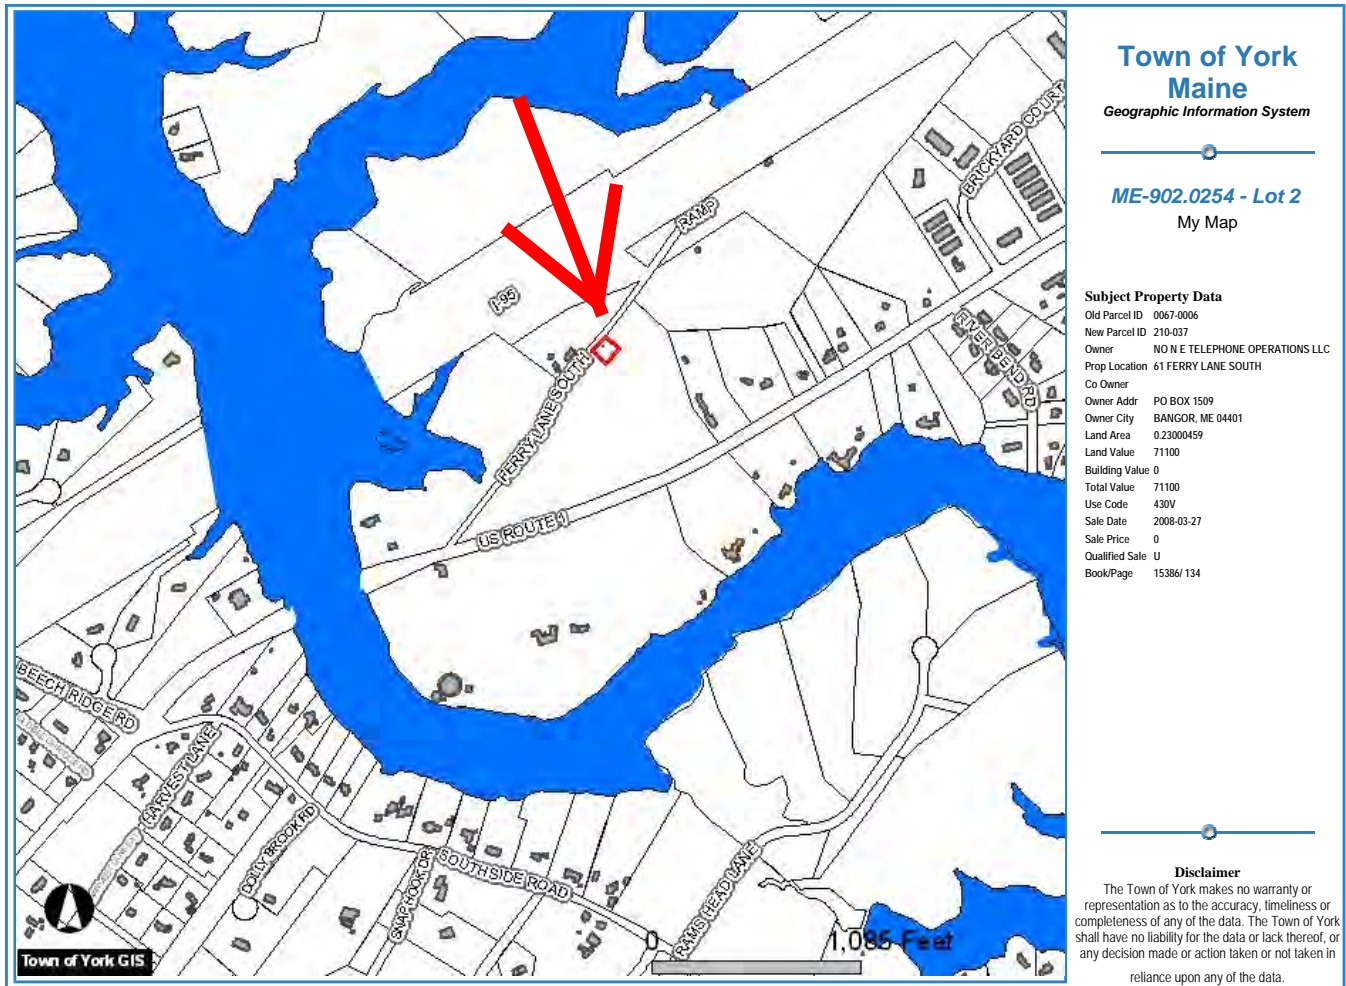 Town of York
Maine
Geographic Information System
ME-902.0254 - Lot 2
My Map
Subject Property Data
Old Parcel ID 0067-0006
New Parcel ID 210-037
Owner NO N E TELEPHONE OPERATIONS LLC
Prop Location 61 FERRY LANE SOUTH
Co Owner
Owner Addr PO BOX 1509
Owner City BANGOR, ME 04401
Land Area 0.23000459
Land Value 71100
Building Value 0
Total Value 71100
Use Code 430V
Sale Date 2008-03-27
Sale Price 0
Qualified Sale U
Book/Page 15386/ 134
Disclaimer
The Town of York makes no warranty or
representation as to the accuracy, timeliness or
completeness of any of the data. The Town of York
shall have no liability for the data or lack thereof, or
any decision made or action taken or not taken in
reliance upon any of the data.
BRICKYARD COURT
RAMP
I-95
RIVER BEND RD
FERRY LANE SOUTH
US ROUTE 1
BEECH RIDGE RD
HARVEST LANE
DOLLY BROOK RD
SNAP HOOK DR
SOUTHSIDE ROAD
RAMS HEAD LANE
0 1,085 Feet
Town of York GIS